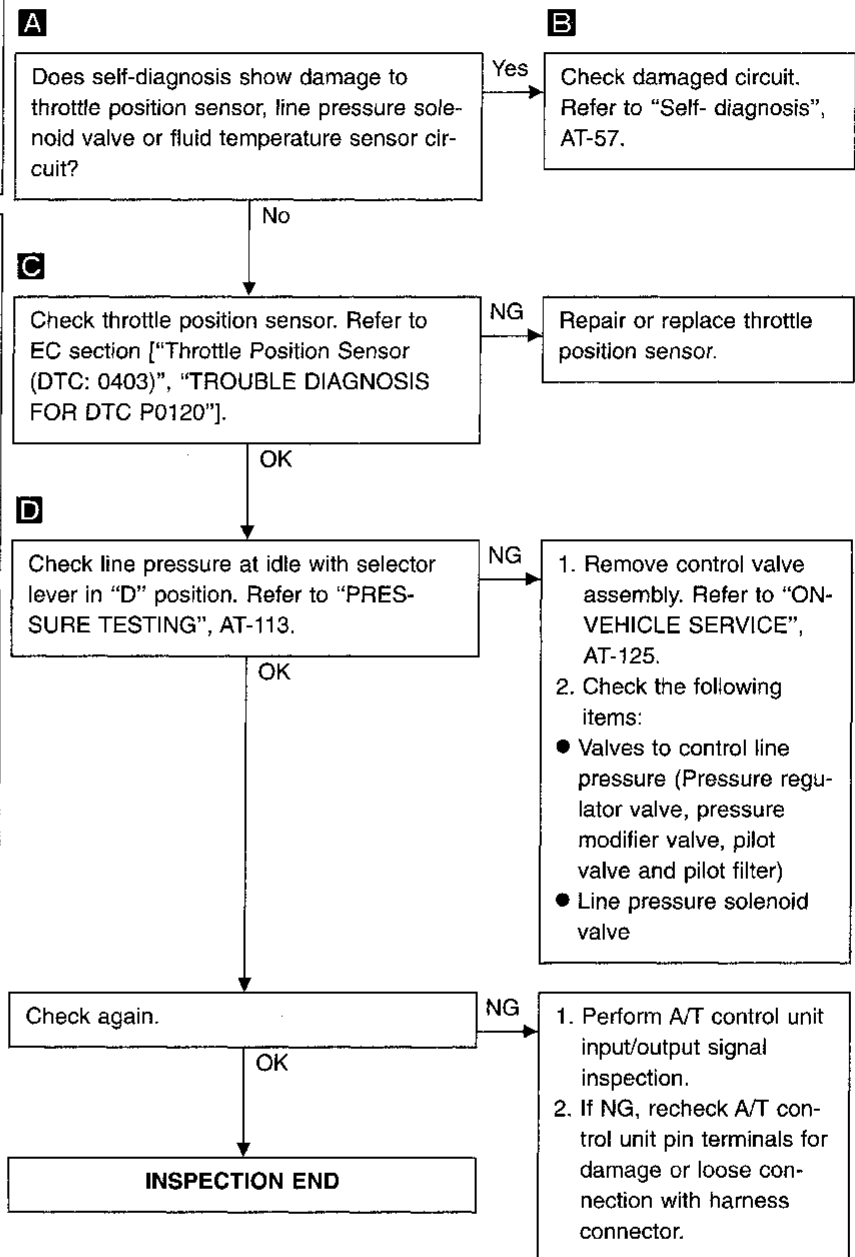 A
B
Does self-diagnosis show damage to
throttle position sensor, line pressure sole-
noid valve or fluid temperature sensor cir-
cuit?
Yes
Check damaged circuit.
Refer to “Self- diagnosis”,
AT-57.
No
C
Check throttle position sensor. Refer to
EC section [“Throttle Position Sensor
(DTC: 0403)”, “TROUBLE DIAGNOSIS
FOR DTC P0120”].
NG
Repair or replace throttle
position sensor.
OK
D
Check line pressure at idle with selector
lever in “D” position. Refer to “PRES-
SURE TESTING”, AT-113.
NG
1. Remove control valve
assembly. Refer to “ON-
VEHICLE SERVICE”,
AT-125.
2. Check the following
items:
● Valves to control line
pressure (Pressure regu-
lator valve, pressure
modifier valve, pilot
valve and pilot filter)
● Line pressure solenoid
valve
OK
Check again.
NG
1. Perform A/T control unit
input/output signal
inspection.
2. If NG, recheck A/T con-
trol unit pin terminals for
damage or loose con-
nection with harness
connector.
OK
INSPECTION END